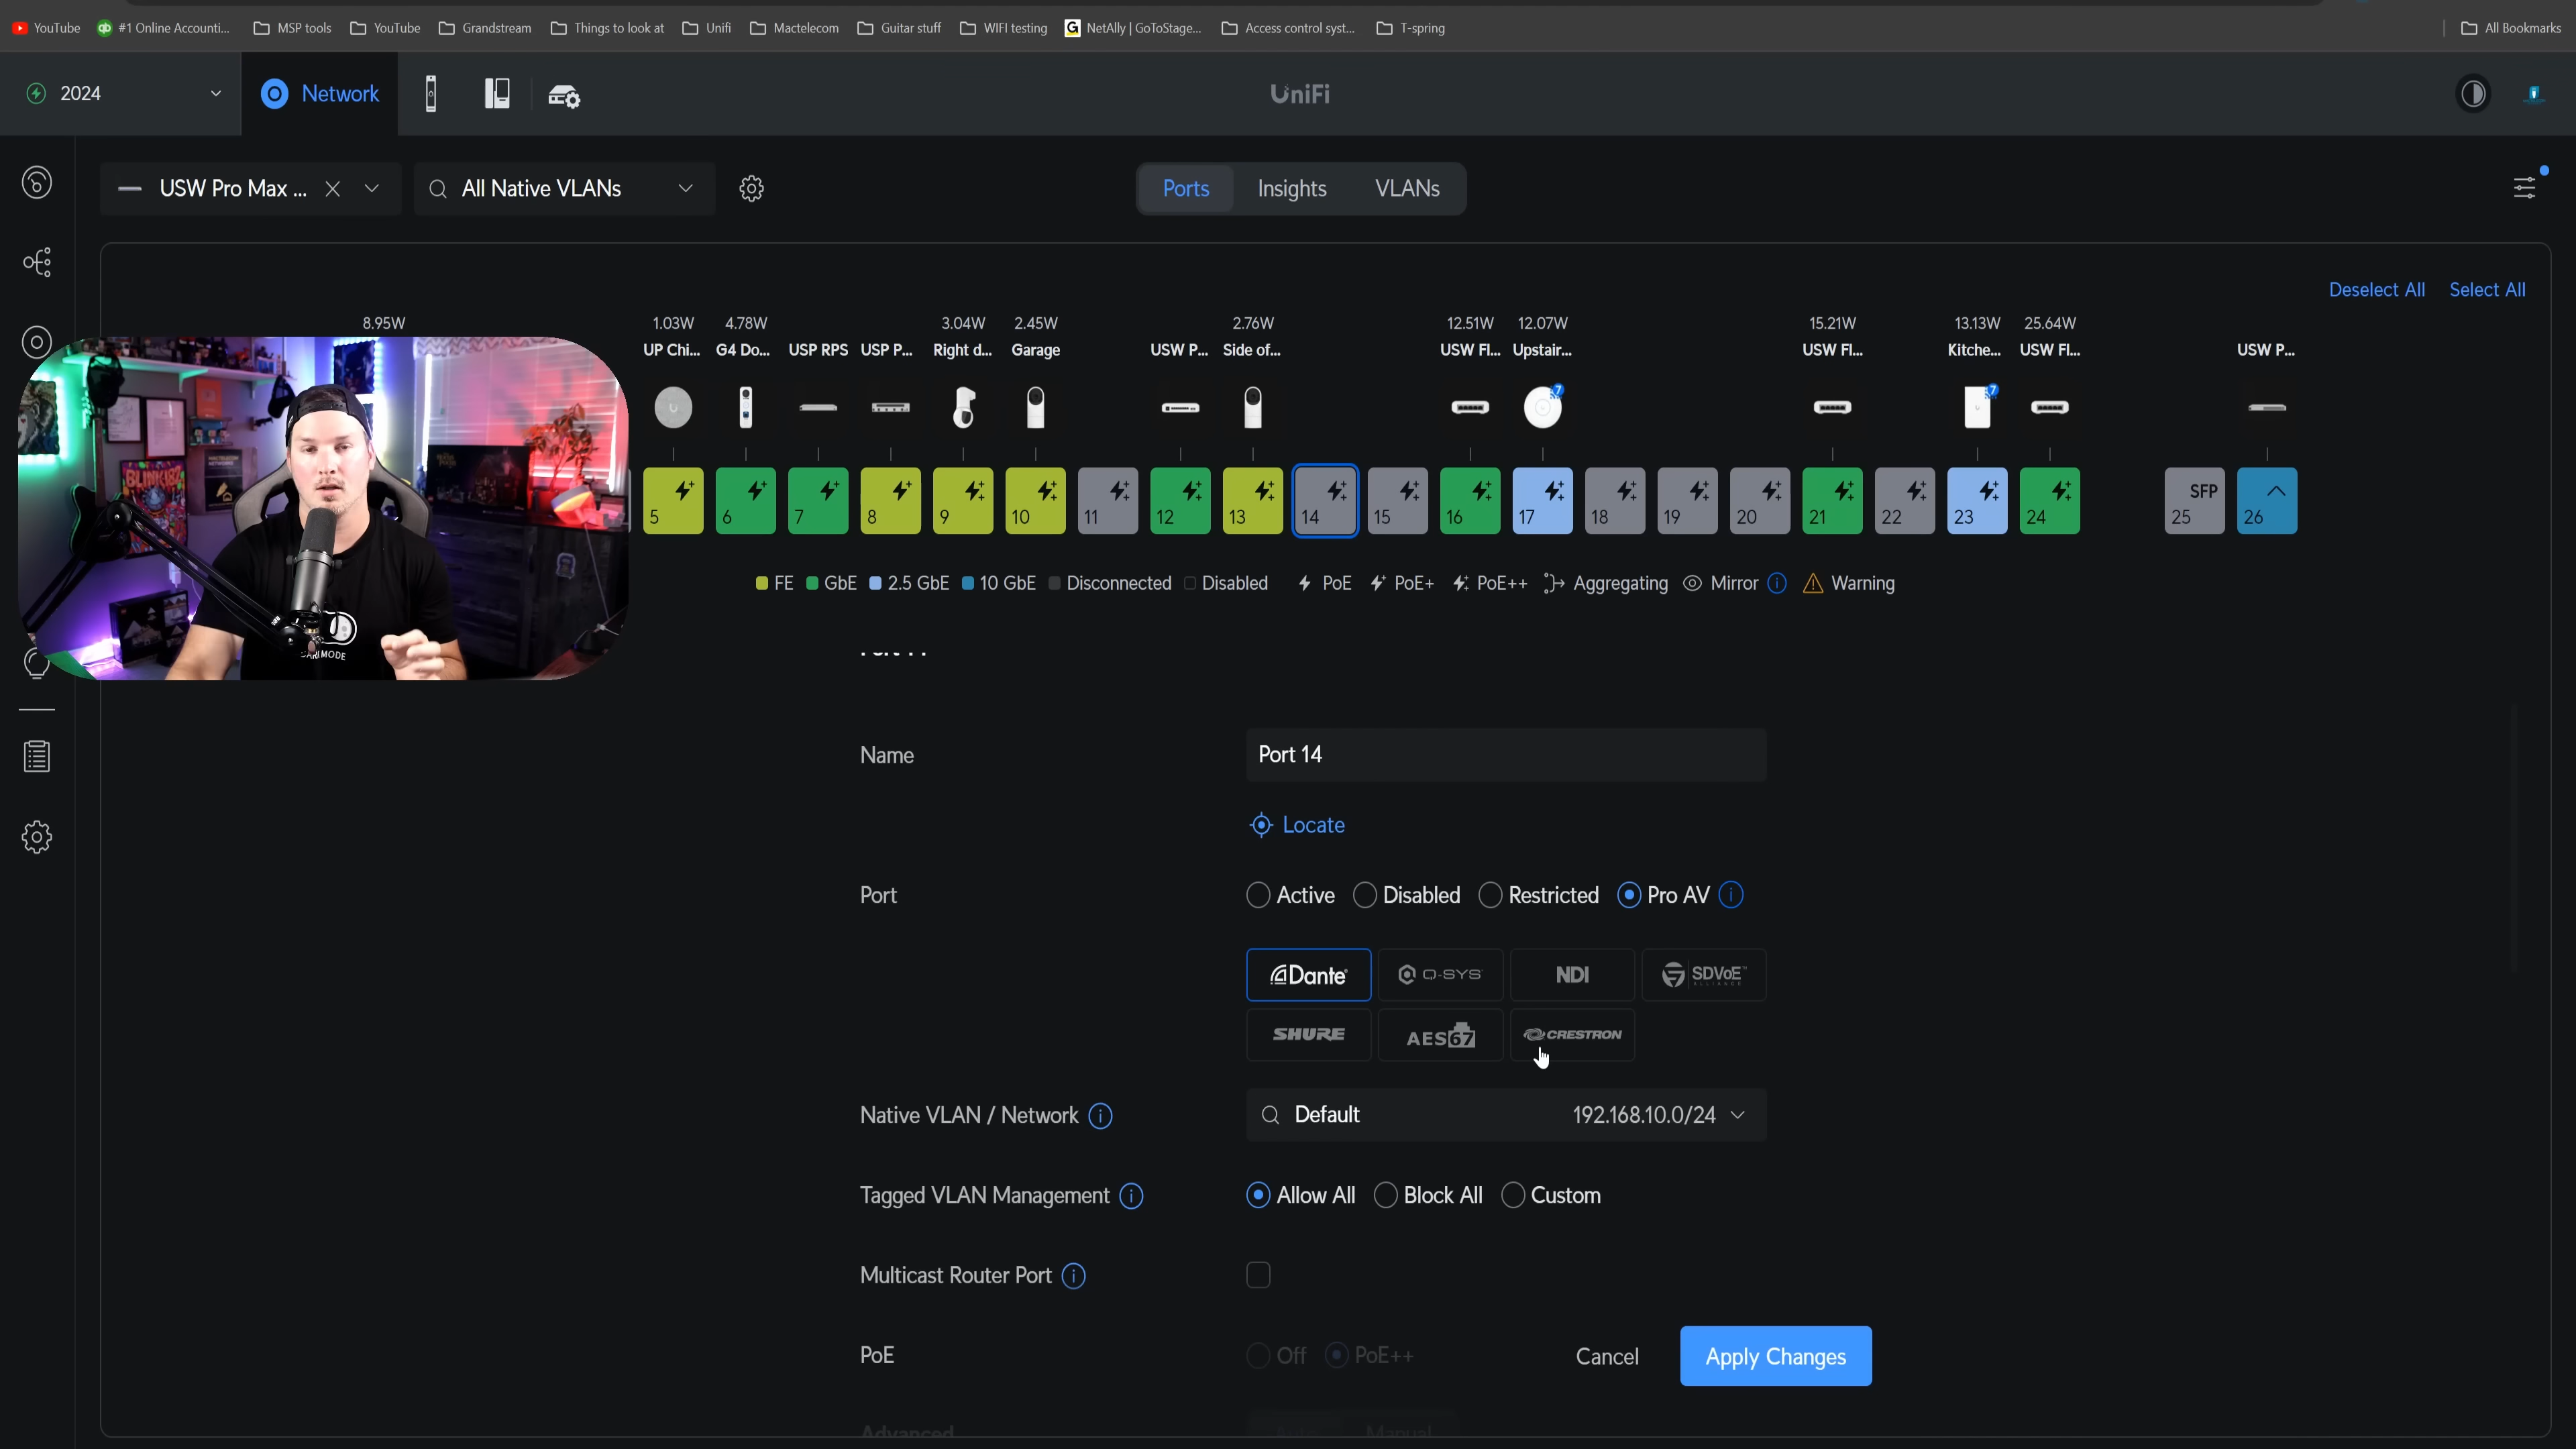 YouTube #1 Online Accounti... MSP tools YouTube Grandstream Things to look at Unifi Mactelecom Guitar stuff WIFI testing NetAlly | GoToStage... Access control syst... T-spring All Bookmarks
2024 Network UniFi
USW Pro Max ... All Native VLANs Ports Insights VLANs
Deselect All Select All
8.95W 1.03W 4.78W 3.04W 2.45W 2.76W 12.51W 12.07W 15.21W 13.13W 25.64W
UP Chi... G4 Do... USP RPS USP P... Right d... Garage USW P... Side of... USW Fl... Upstair... USW Fl... Kitche... USW Fl... USW P...
7 7
SFP
5 6 7 8 9 10 11 12 13 14 15 16 17 18 19 20 21 22 23 24 25 26
FE GbE 2.5 GbE 10 GbE Disconnected Disabled PoE PoE+ PoE++ Aggregating Mirror Warning
BLINK182
Name Port 14
Locate
Port Active Disabled Restricted Pro AV
Dante Q-SYS NDI SDVoE ALLIANCE
SHURE AES67 CRESTRON
Native VLAN / Network Default 192.168.10.0/24
Tagged VLAN Management Allow All Block All Custom
Multicast Router Port
PoE Off PoE++ Cancel Apply Changes
Advanced Manual